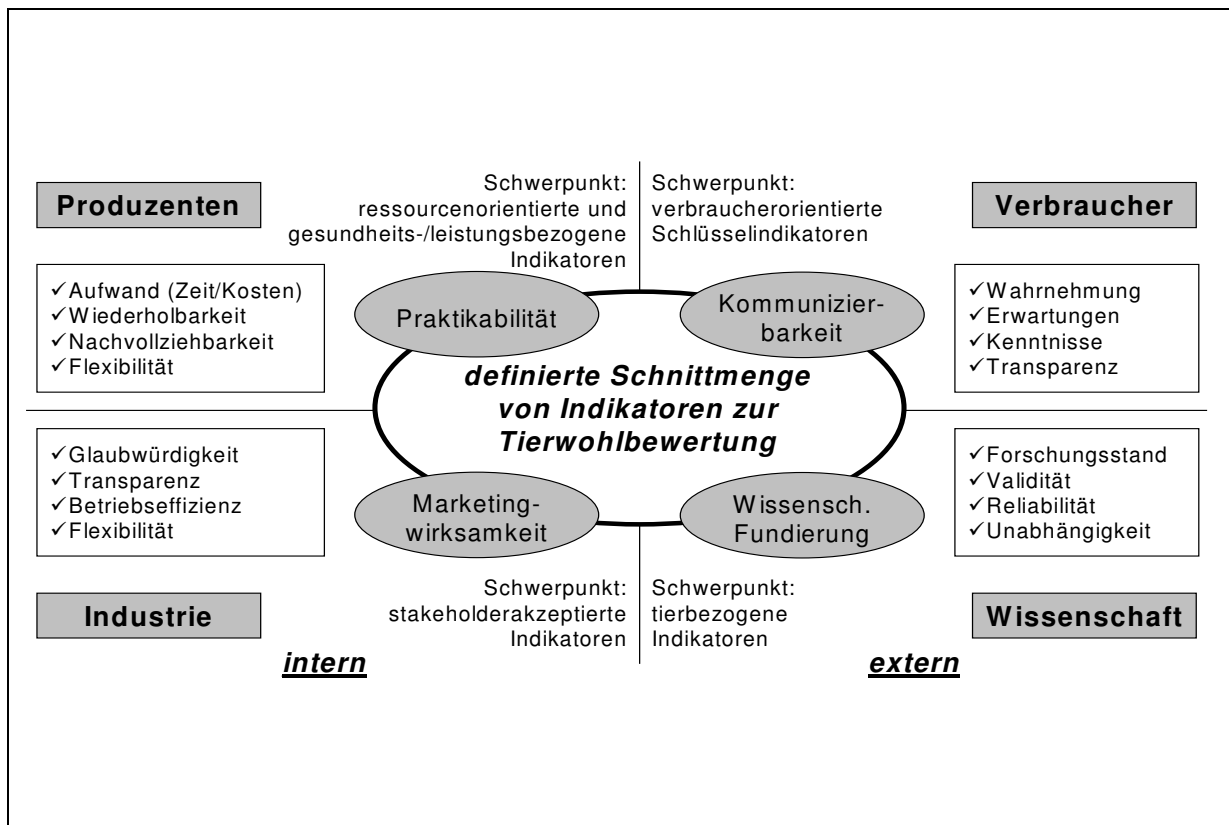 Produzenten
Schwerpunkt:
ressourcenorientierte und
gesundheits-/leistungsbezogene
Indikatoren
Schwerpunkt:
verbraucherorientierte
Schlüsselindikatoren
Verbraucher
✓Aufwand (Zeit/Kosten)
✓Wiederholbarkeit
✓Nachvollziehbarkeit
✓Flexibilität
Praktikabilität
Kommunizier-
barkeit
✓Wahrnehmung
✓Erwartungen
✓Kenntnisse
✓Transparenz
definierte Schnittmenge
von Indikatoren zur
Tierwohlbewertung
✓Glaubwürdigkeit
✓Transparenz
✓Betriebseffizienz
✓Flexibilität
Marketing-
wirksamkeit
Wissensch.
Fundierung
✓Forschungsstand
✓Validität
✓Reliabilität
✓Unabhängigkeit
Industrie
Schwerpunkt:
stakeholderakzeptierte
Indikatoren
Schwerpunkt:
tierbezogene
Indikatoren
Wissenschaft
intern
extern